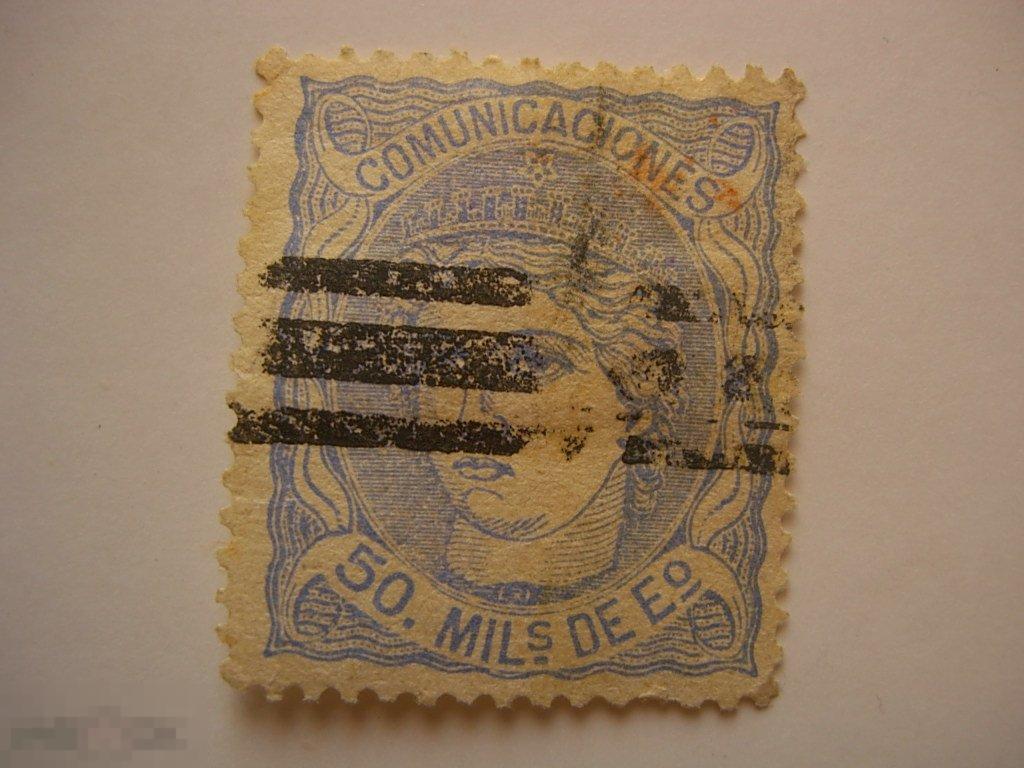 COMUNICACIONES
50. MILS DE Eº